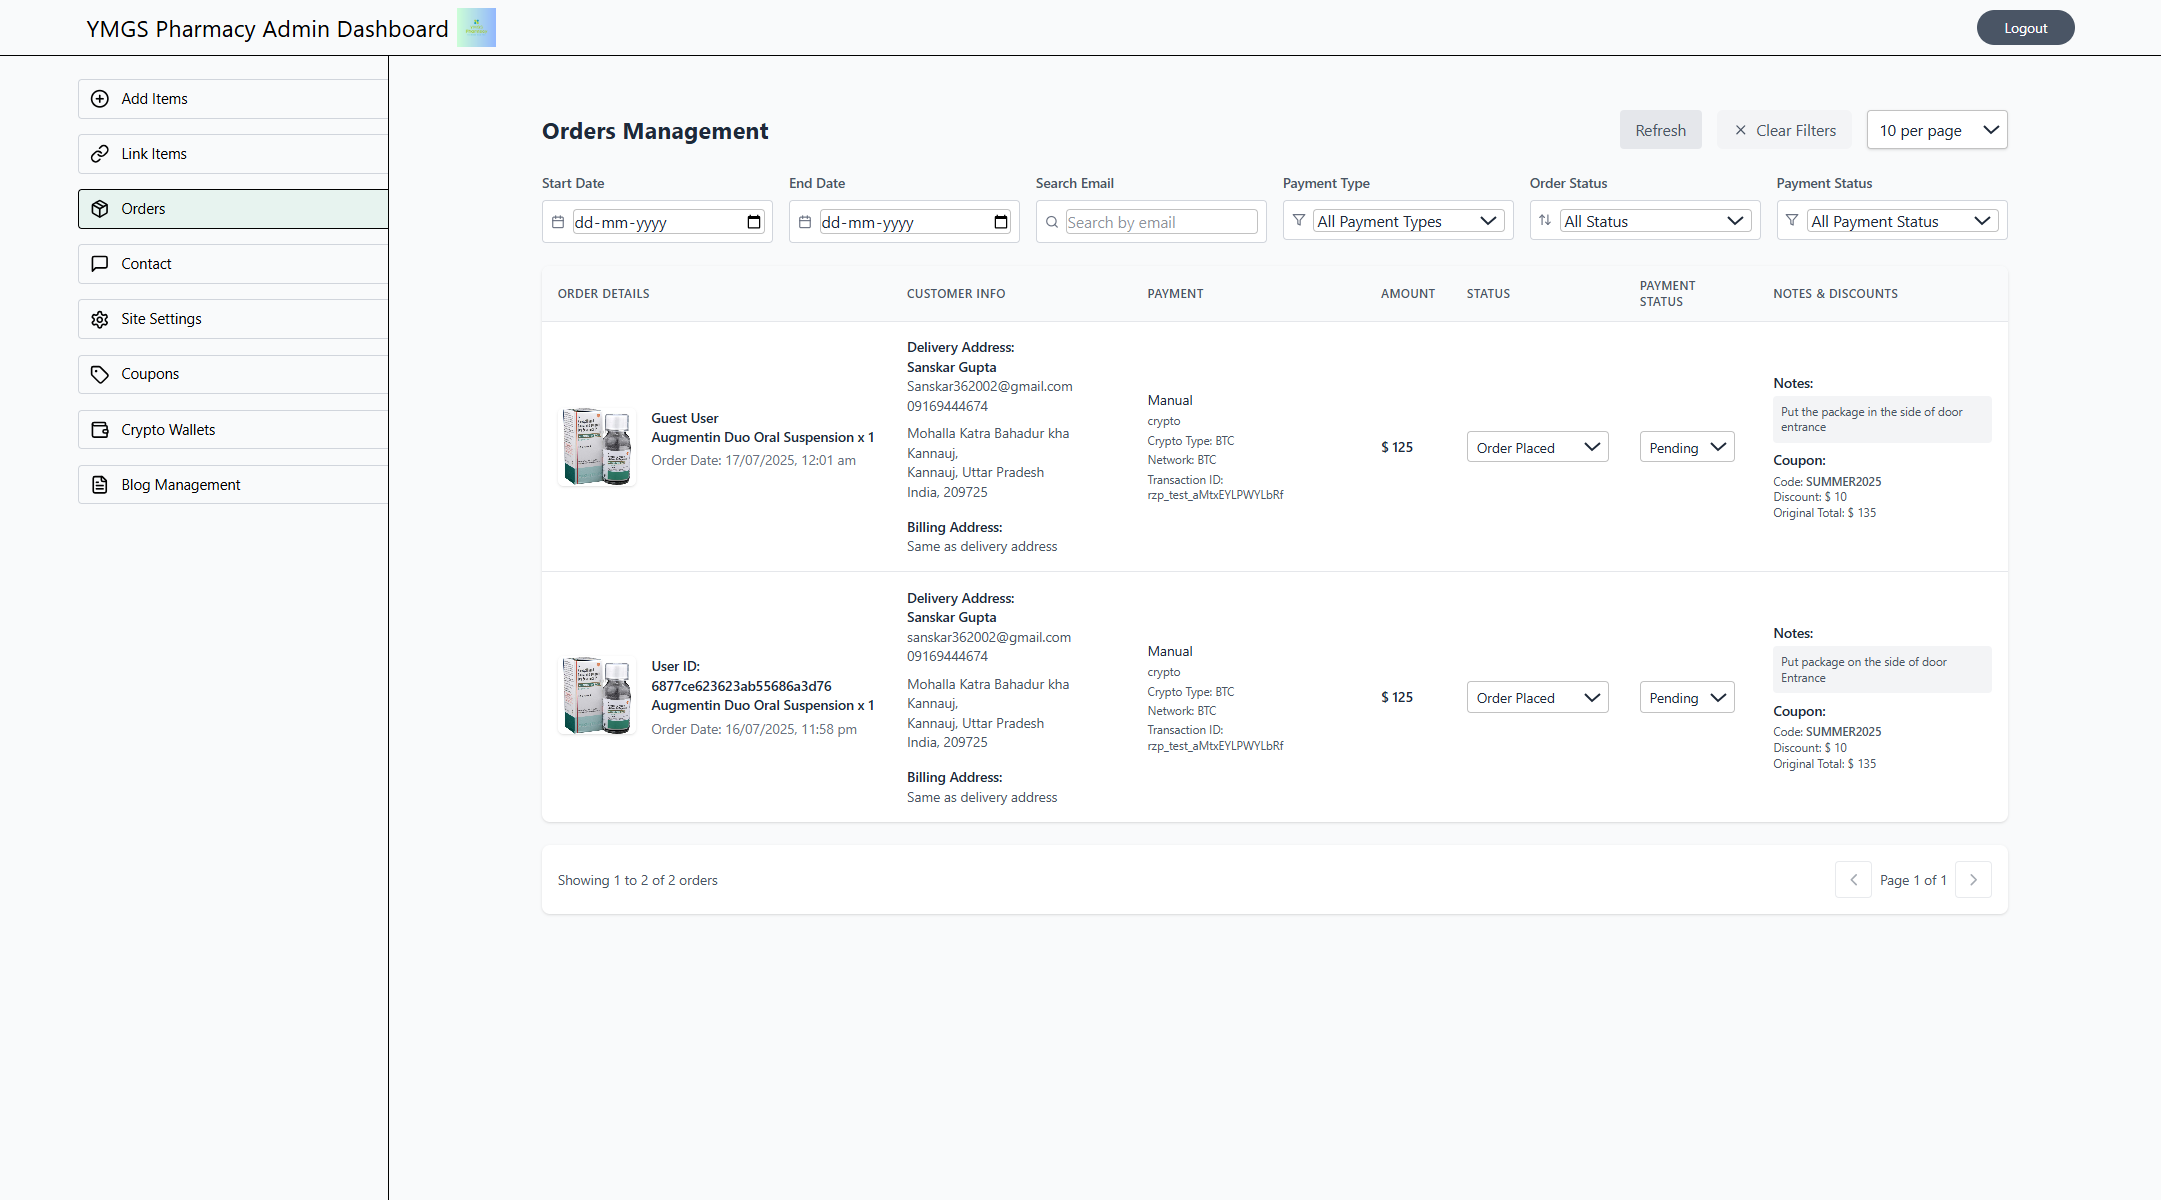 YMGS Pharmacy Admin Dashboard
Logout
Add Items
Link Items
Orders
Contact
Site Settings
Coupons
Crypto Wallets
Blog Management
Orders Management
Refresh
Clear Filters
10 per page
Start Date
End Date
Search Email
Payment Type
Order Status
Payment Status
dd-mm-yyyy
dd-mm-yyyy
Search by email
All Payment Types
All Status
All Payment Status
ORDER DETAILS
CUSTOMER INFO
PAYMENT
AMOUNT
STATUS
PAYMENT
STATUS
NOTES & DISCOUNTS
Guest User
Augmentin Duo Oral Suspension x 1
Order Date: 17/07/2025, 12:01 am
Delivery Address:
Sanskar Gupta
Sanskar362002@gmail.com
09169444674
Mohalla Katra Bahadur kha
Kannauj,
Kannauj, Uttar Pradesh
India, 209725
Billing Address:
Same as delivery address
Manual
crypto
Crypto Type: BTC
Network: BTC
Transaction ID:
rzp_test_aMtxEYLPWYLbRf
$ 125
Order Placed
Pending
Notes:
Put the package in the side of door
entrance
Coupon:
Code: SUMMER2025
Discount: $ 10
Original Total: $ 135
User ID:
6877ce623623ab55686a3d76
Augmentin Duo Oral Suspension x 1
Order Date: 16/07/2025, 11:58 pm
Delivery Address:
Sanskar Gupta
sanskar362002@gmail.com
09169444674
Mohalla Katra Bahadur kha
Kannauj,
Kannauj, Uttar Pradesh
India, 209725
Billing Address:
Same as delivery address
Manual
crypto
Crypto Type: BTC
Network: BTC
Transaction ID:
rzp_test_aMtxEYLPWYLbRf
$ 125
Order Placed
Pending
Notes:
Put package on the side of door
Entrance
Coupon:
Code: SUMMER2025
Discount: $ 10
Original Total: $ 135
Showing 1 to 2 of 2 orders
Page 1 of 1